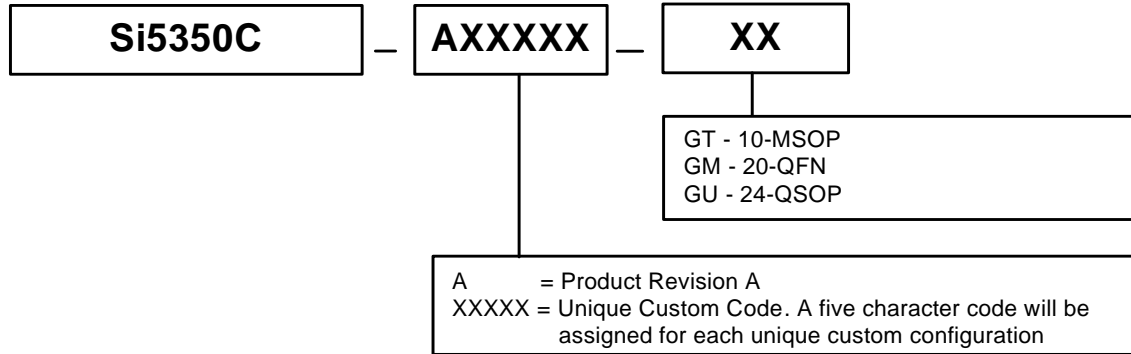 Si5350C _ AXXXXX _ XX
GT - 10-MSOP
GM - 20-QFN
GU - 24-QSOP
A = Product Revision A
XXXXX = Unique Custom Code. A five character code will be
assigned for each unique custom configuration